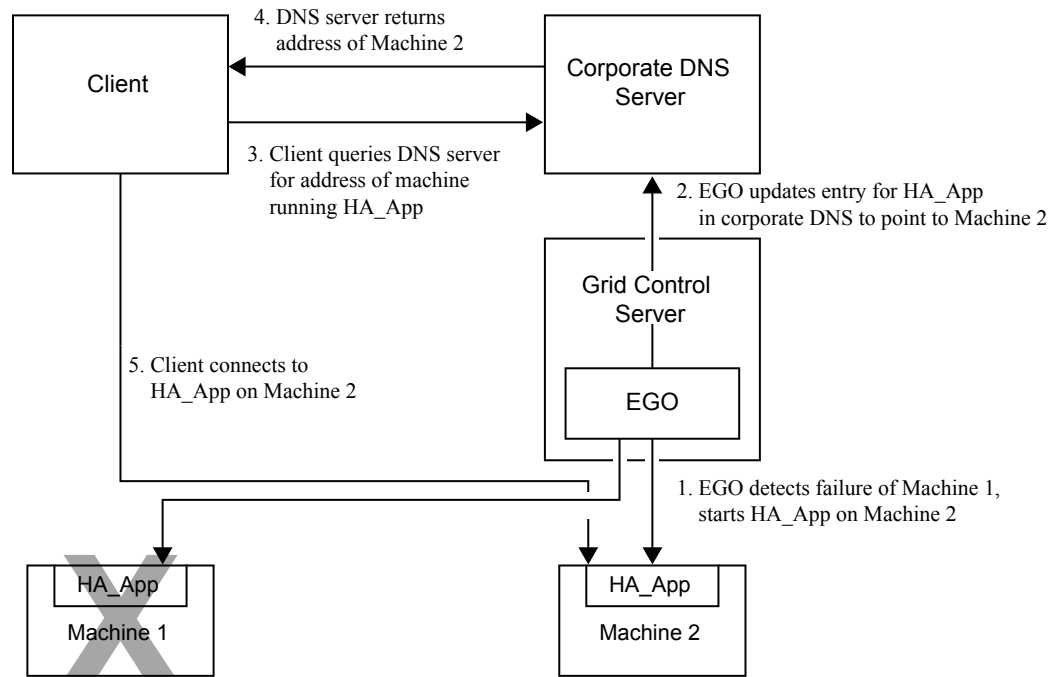 4. DNS server returns
address of Machine 2
Client
Corporate DNS
Server
3. Client queries DNS server
for address of machine
running HA_App
2. EGO updates entry for HA_App
in corporate DNS to point to Machine 2
Grid Control
Server
5. Client connects to
HA_App on Machine 2
EGO
1. EGO detects failure of Machine 1,
starts HA_App on Machine 2
HA_App
Machine 1
HA_App
Machine 2